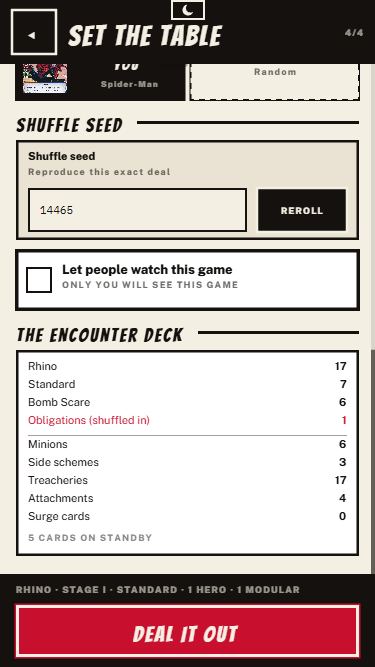 SET THE TABLE
4/4
YOU
Spider-Man
Random
SHUFFLE SEED
Shuffle seed
Reproduce this exact deal
14465
REROLL
Let people watch this game
ONLY YOU WILL SEE THIS GAME
THE ENCOUNTER DECK
Rhino 17
Standard 7
Bomb Scare 6
Obligations (shuffled in) 1
Minions 6
Side schemes 3
Treacheries 17
Attachments 4
Surge cards 0
5 CARDS ON STANDBY
RHINO · STAGE I · STANDARD · 1 HERO · 1 MODULAR
DEAL IT OUT